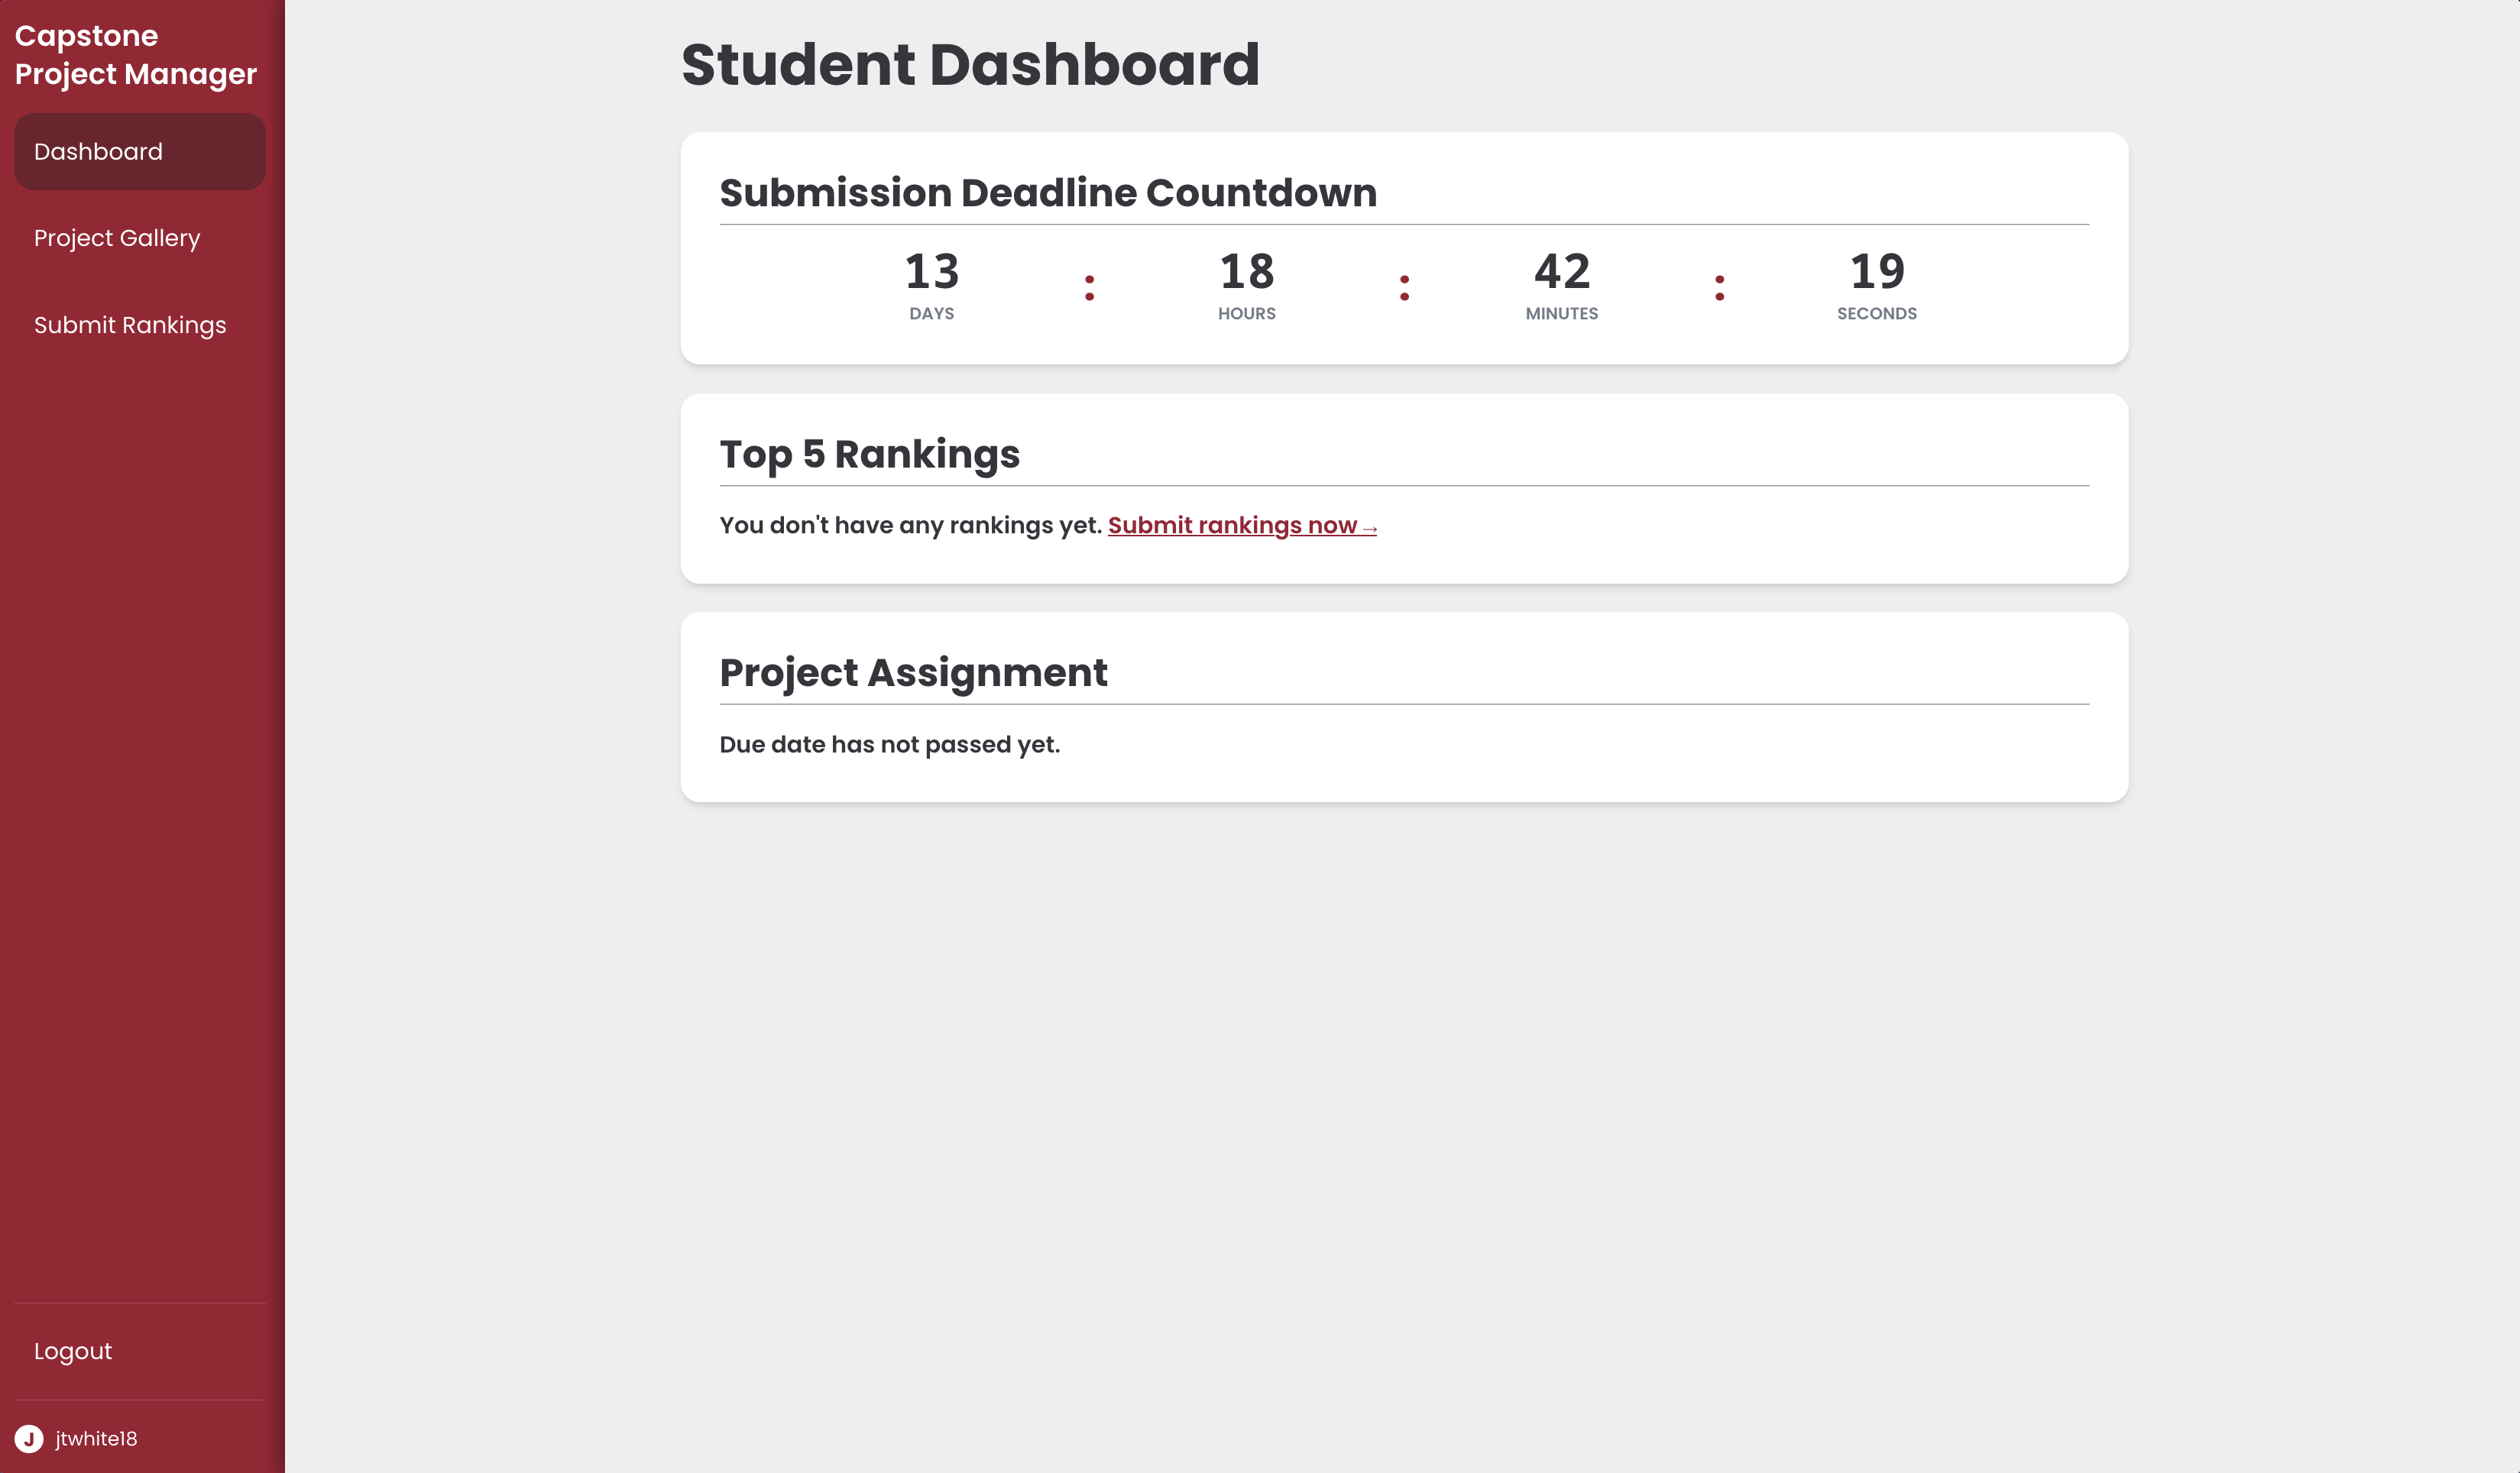 Capstone
Project Manager
Dashboard
Project Gallery
Submit Rankings
Logout
J jtwhite18
Student Dashboard
Submission Deadline Countdown
13 : 18 : 42 : 19
DAYS HOURS MINUTES SECONDS
Top 5 Rankings
You don't have any rankings yet. Submit rankings now→
Project Assignment
Due date has not passed yet.